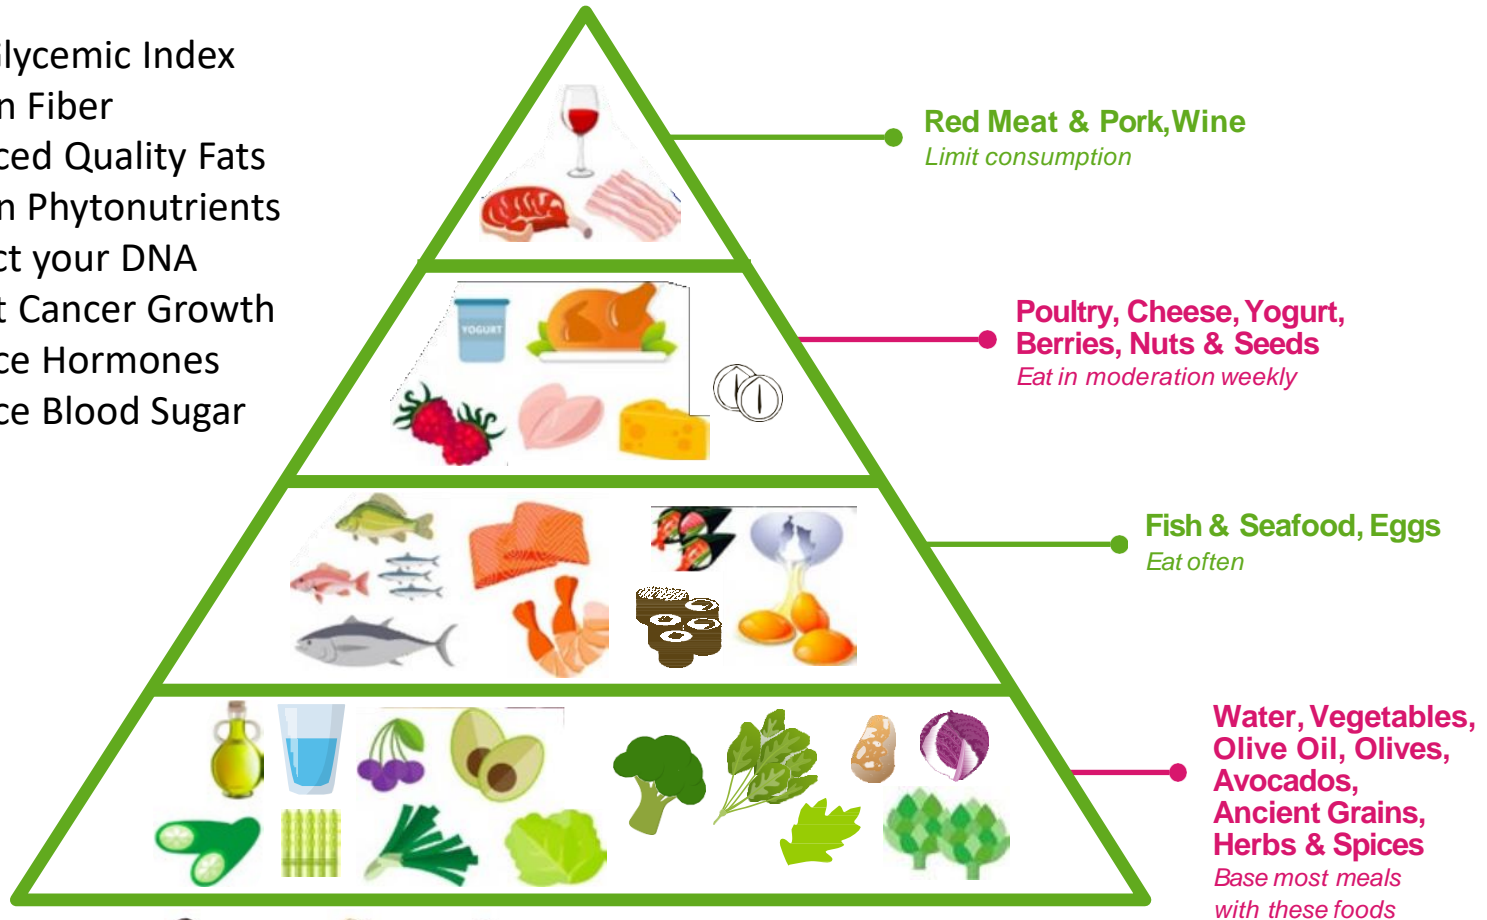 lycemic Index
n Fiber
ced Quality Fats
n Phytonutrients
ct your DNA
t Cancer Growth
ce Hormones
ce Blood Sugar
Red Meat & Pork, Wine
Limit consumption
YOGURT
Poultry, Cheese, Yogurt,
Berries, Nuts & Seeds
Eat in moderation weekly
Fish & Seafood, Eggs
Eat often
Water, Vegetables,
Olive Oil, Olives,
Avocados,
Ancient Grains,
Herbs & Spices
Base most meals
with these foods